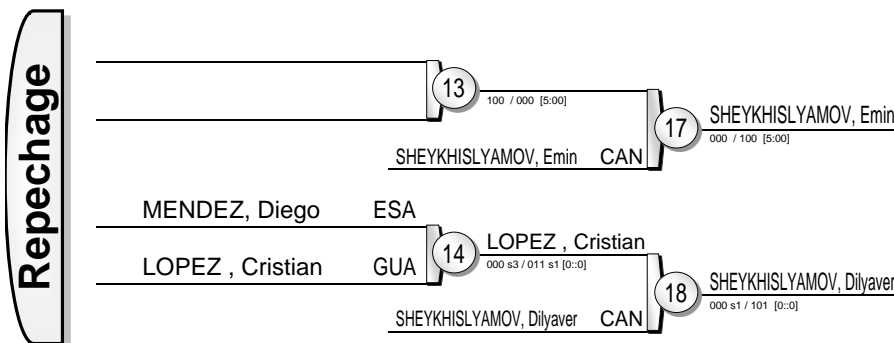 Repechage
13
100 / 000 [5:00]
17
SHEYKHISLYAMOV, Emin
000 / 100 [5:00]
SHEYKHISLYAMOV, Emin CAN
MENDEZ, Diego ESA
14
LOPEZ , Cristian
000 s3 / 011 s1 [0::0]
LOPEZ , Cristian GUA
18
SHEYKHISLYAMOV, Dilyaver
000 s1 / 101 [0::0]
SHEYKHISLYAMOV, Dilyaver CAN